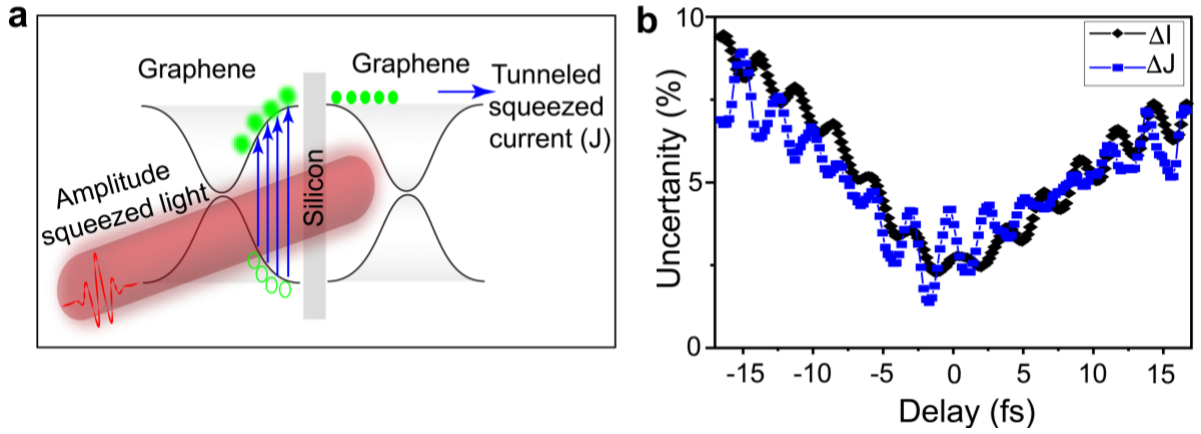 a
Graphene
Graphene
Tunneled
squeezed
current (J)
Amplitude
squeezed light
Silicon
b
10
5
0
Uncertanity (%)
-15 -10 -5 0 5 10 15
Delay (fs)
ΔI
ΔJ